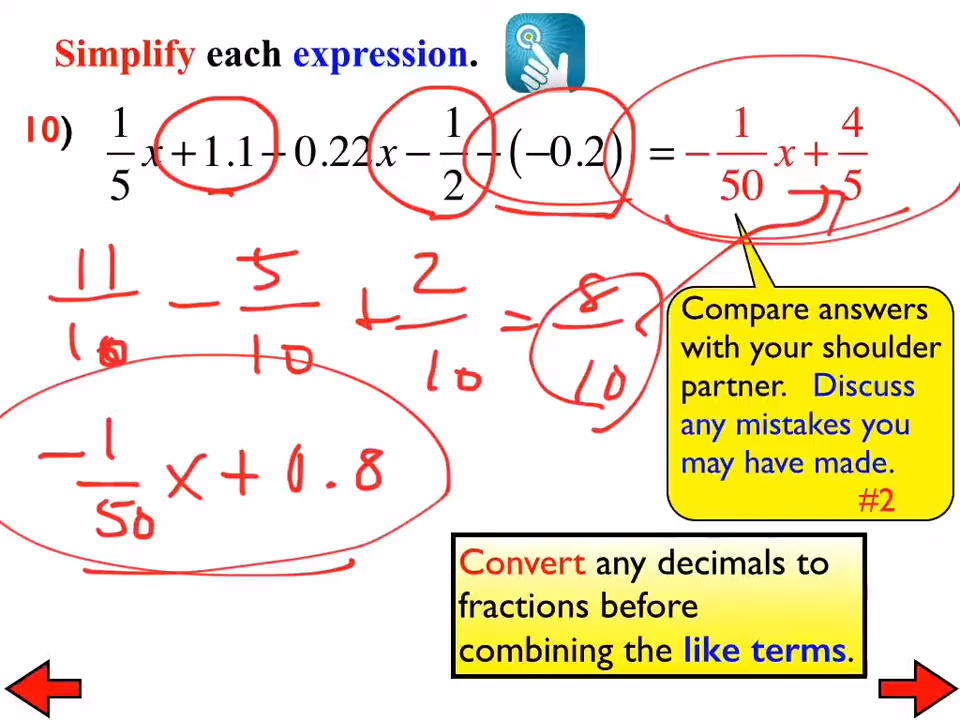 Simplify each expression.
10) 1/5 x + 1.1 − 0.22x − 1/2 − (−0.2) = − 1/50 x + 4/5
11/10 − 5/10 + 2/10 = 8/10
Compare answers
with your shoulder
partner. Discuss
any mistakes you
may have made.
#2
−1/50 x + 0.8
Convert any decimals to
fractions before
combining the like terms.